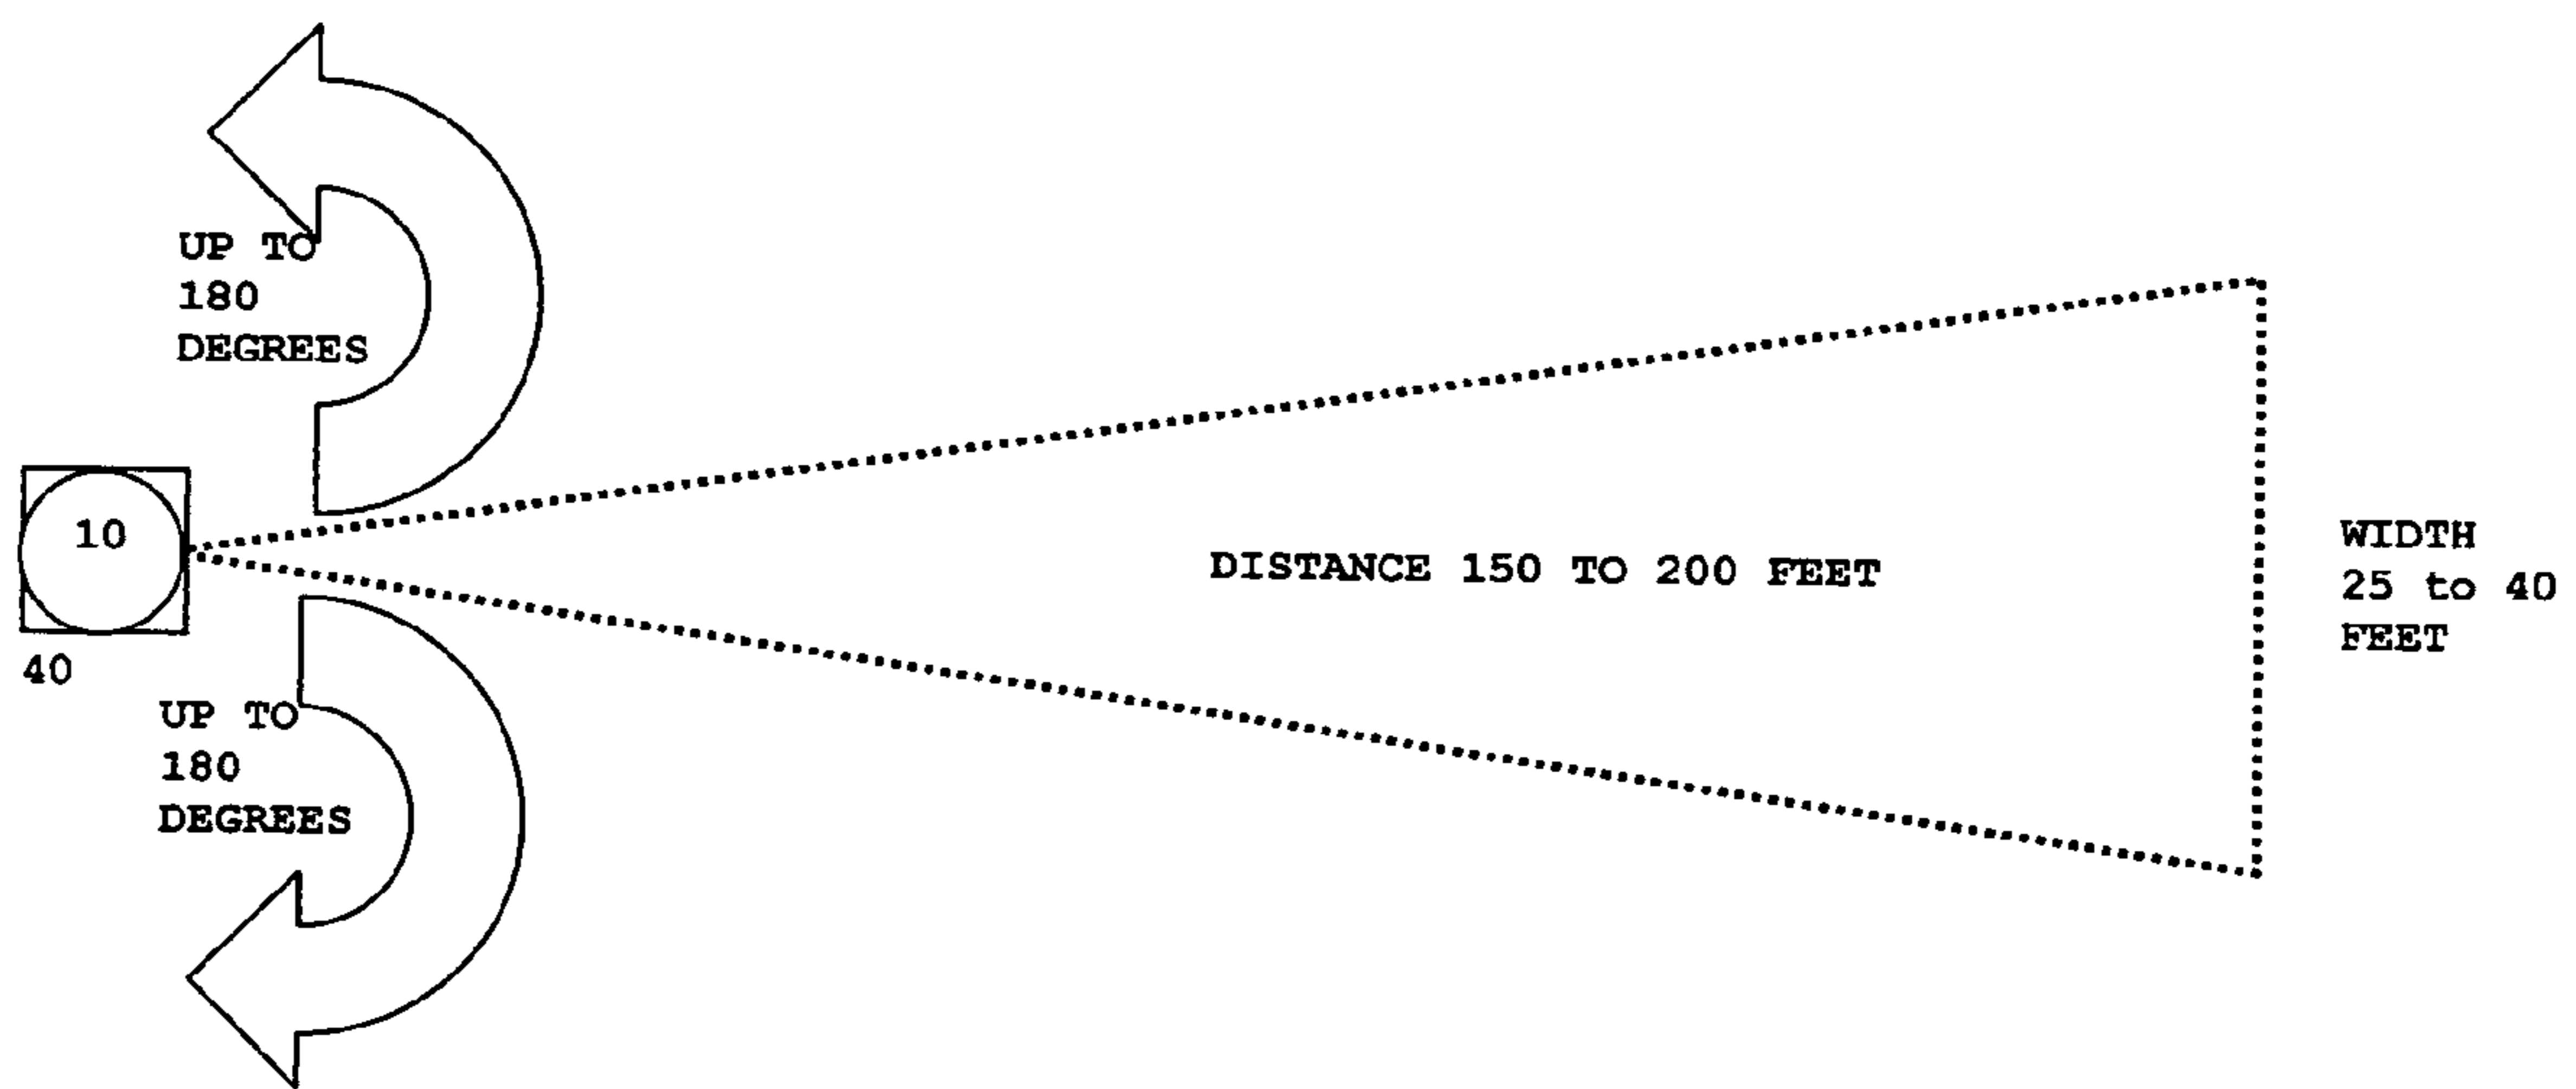 UP TO
180
DEGREES
10
40
DISTANCE 150 TO 200 FEET
WIDTH
25 to 40
FEET
UP TO
180
DEGREES